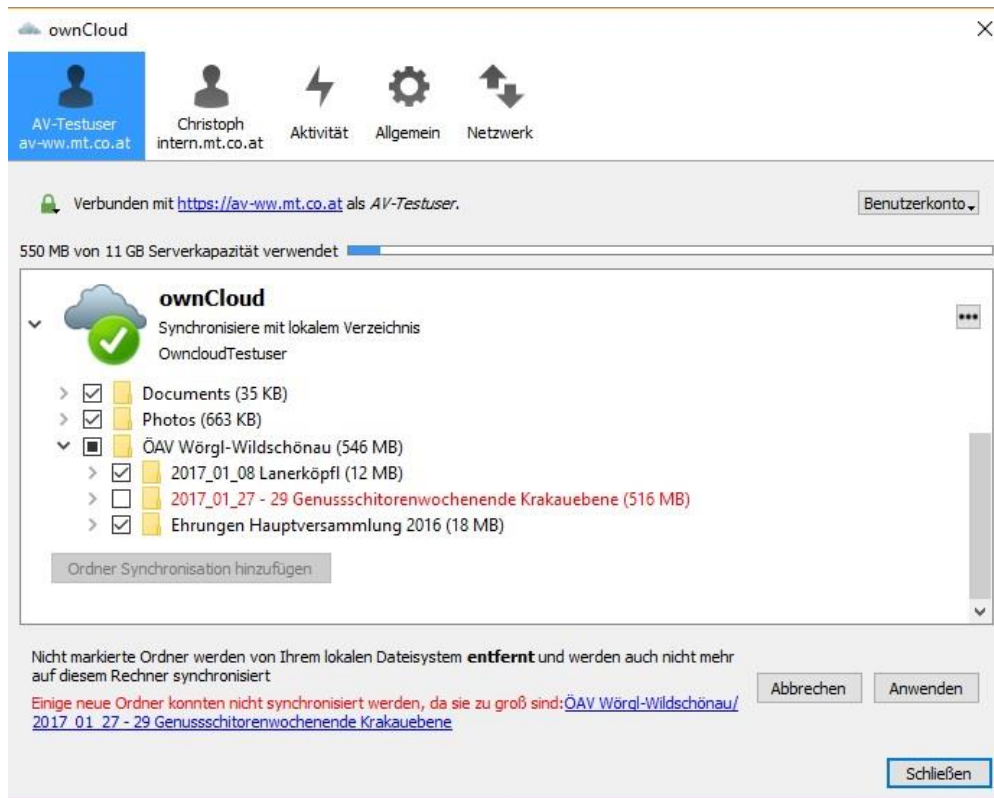 ownCloud
AV-Testuser
av-ww.mt.co.at
Christoph
intern.mt.co.at
Aktivität
Allgemein
Netzwerk
Verbunden mit https://av-ww.mt.co.at als AV-Testuser.
Benutzerkonto
550 MB von 11 GB Serverkapazität verwendet
ownCloud
Synchronisiere mit lokalem Verzeichnis
OwncloudTestuser
Documents (35 KB)
Photos (663 KB)
ÖAV Wörgl-Wildschönau (546 MB)
2017_01_08 Lanerköpfl (12 MB)
2017_01_27 - 29 Genussschitorenwochenende Krakauebene (516 MB)
Ehrungen Hauptversammlung 2016 (18 MB)
Ordner Synchronisation hinzufügen
Nicht markierte Ordner werden von Ihrem lokalen Dateisystem entfernt und werden auch nicht mehr
auf diesem Rechner synchronisiert
Einige neue Ordner konnten nicht synchronisiert werden, da sie zu groß sind:ÖAV Wörgl-Wildschönau/
2017_01_27 - 29 Genussschitorenwochenende Krakauebene
Abbrechen
Anwenden
Schließen